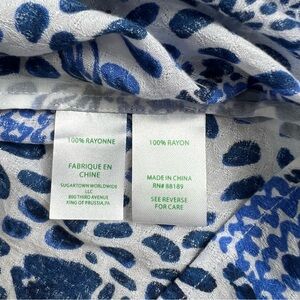 100% RAYONNE
FABRIQUE EN
CHINE
SUGARTOWN WORLDWIDE
LLC
800 THIRD AVENUE
KING OF PRUSSIA, PA
100% RAYON
MADE IN CHINA
RN# 88189
SEE REVERSE
FOR CARE